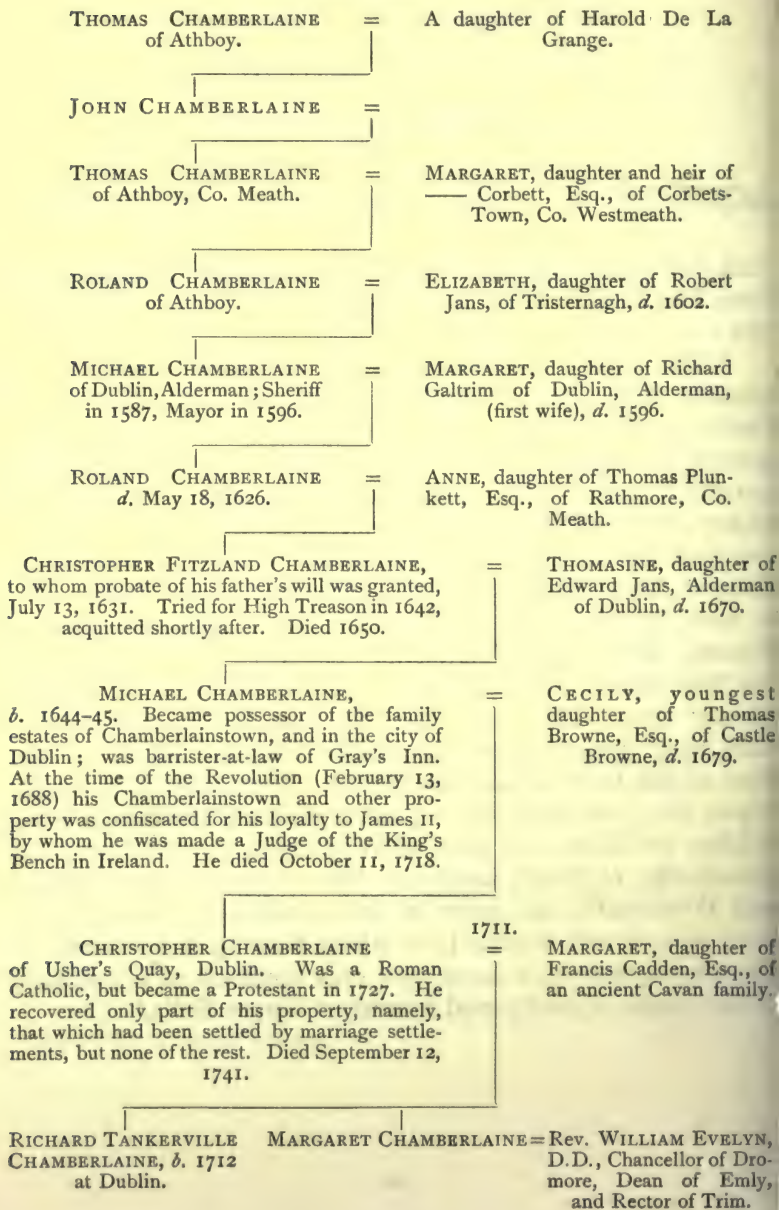 THOMAS CHAMBERLAINE = A daughter of Harold De La
of Athboy. Grange.
JOHN CHAMBERLAINE =
THOMAS CHAMBERLAINE = MARGARET, daughter and heir of
of Athboy, Co. Meath. —— Corbett, Esq., of Corbets-
Town, Co. Westmeath.
ROLAND CHAMBERLAINE = ELIZABETH, daughter of Robert
of Athboy. Jans, of Tristernagh, d. 1602.
MICHAEL CHAMBERLAINE = MARGARET, daughter of Richard
of Dublin, Alderman; Sheriff Galtrim of Dublin, Alderman,
in 1587, Mayor in 1596. (first wife), d. 1596.
ROLAND CHAMBERLAINE = ANNE, daughter of Thomas Plun-
d. May 18, 1626. kett, Esq., of Rathmore, Co.
Meath.
CHRISTOPHER FITZLAND CHAMBERLAINE, = THOMASINE, daughter of
to whom probate of his father's will was granted, Edward Jans, Alderman
July 13, 1631. Tried for High Treason in 1642, of Dublin, d. 1670.
acquitted shortly after. Died 1650.
MICHAEL CHAMBERLAINE, = CECILY, youngest
b. 1644–45. Became possessor of the family daughter of Thomas
estates of Chamberlainstown, and in the city of Browne, Esq., of Castle
Dublin; was barrister-at-law of Gray's Inn. Browne, d. 1679.
At the time of the Revolution (February 13,
1688) his Chamberlainstown and other pro-
perty was confiscated for his loyalty to James II,
by whom he was made a Judge of the King's
Bench in Ireland. He died October 11, 1718.
1711.
CHRISTOPHER CHAMBERLAINE = MARGARET, daughter of
of Usher's Quay, Dublin. Was a Roman Francis Cadden, Esq., of
Catholic, but became a Protestant in 1727. He an ancient Cavan family.
recovered only part of his property, namely,
that which had been settled by marriage settle-
ments, but none of the rest. Died September 12,
1741.
RICHARD TANKERVILLE MARGARET CHAMBERLAINE = Rev. WILLIAM EVELYN,
CHAMBERLAINE, b. 1712 D.D., Chancellor of Dro-
at Dublin. more, Dean of Emly,
and Rector of Trim.